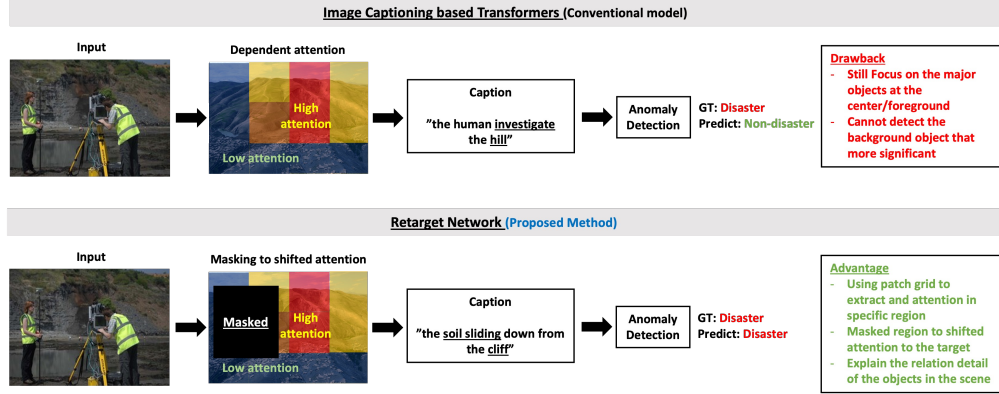 Image Captioning based Transformers (Conventional model)
Input
Dependent attention
High
attention
Low attention
Caption
”the human investigate
the hill”
Anomaly
Detection
GT: Disaster
Predict: Non-disaster
Drawback
- Still Focus on the major
objects at the
center/foreground
- Cannot detect the
background object that
more significant
Retarget Network (Proposed Method)
Input
Masking to shifted attention
Masked
High
attention
Low attention
Caption
”the soil sliding down from
the cliff”
Anomaly
Detection
GT: Disaster
Predict: Disaster
Advantage
- Using patch grid to
extract and attention in
specific region
- Masked region to shifted
attention to the target
- Explain the relation detail
of the objects in the scene